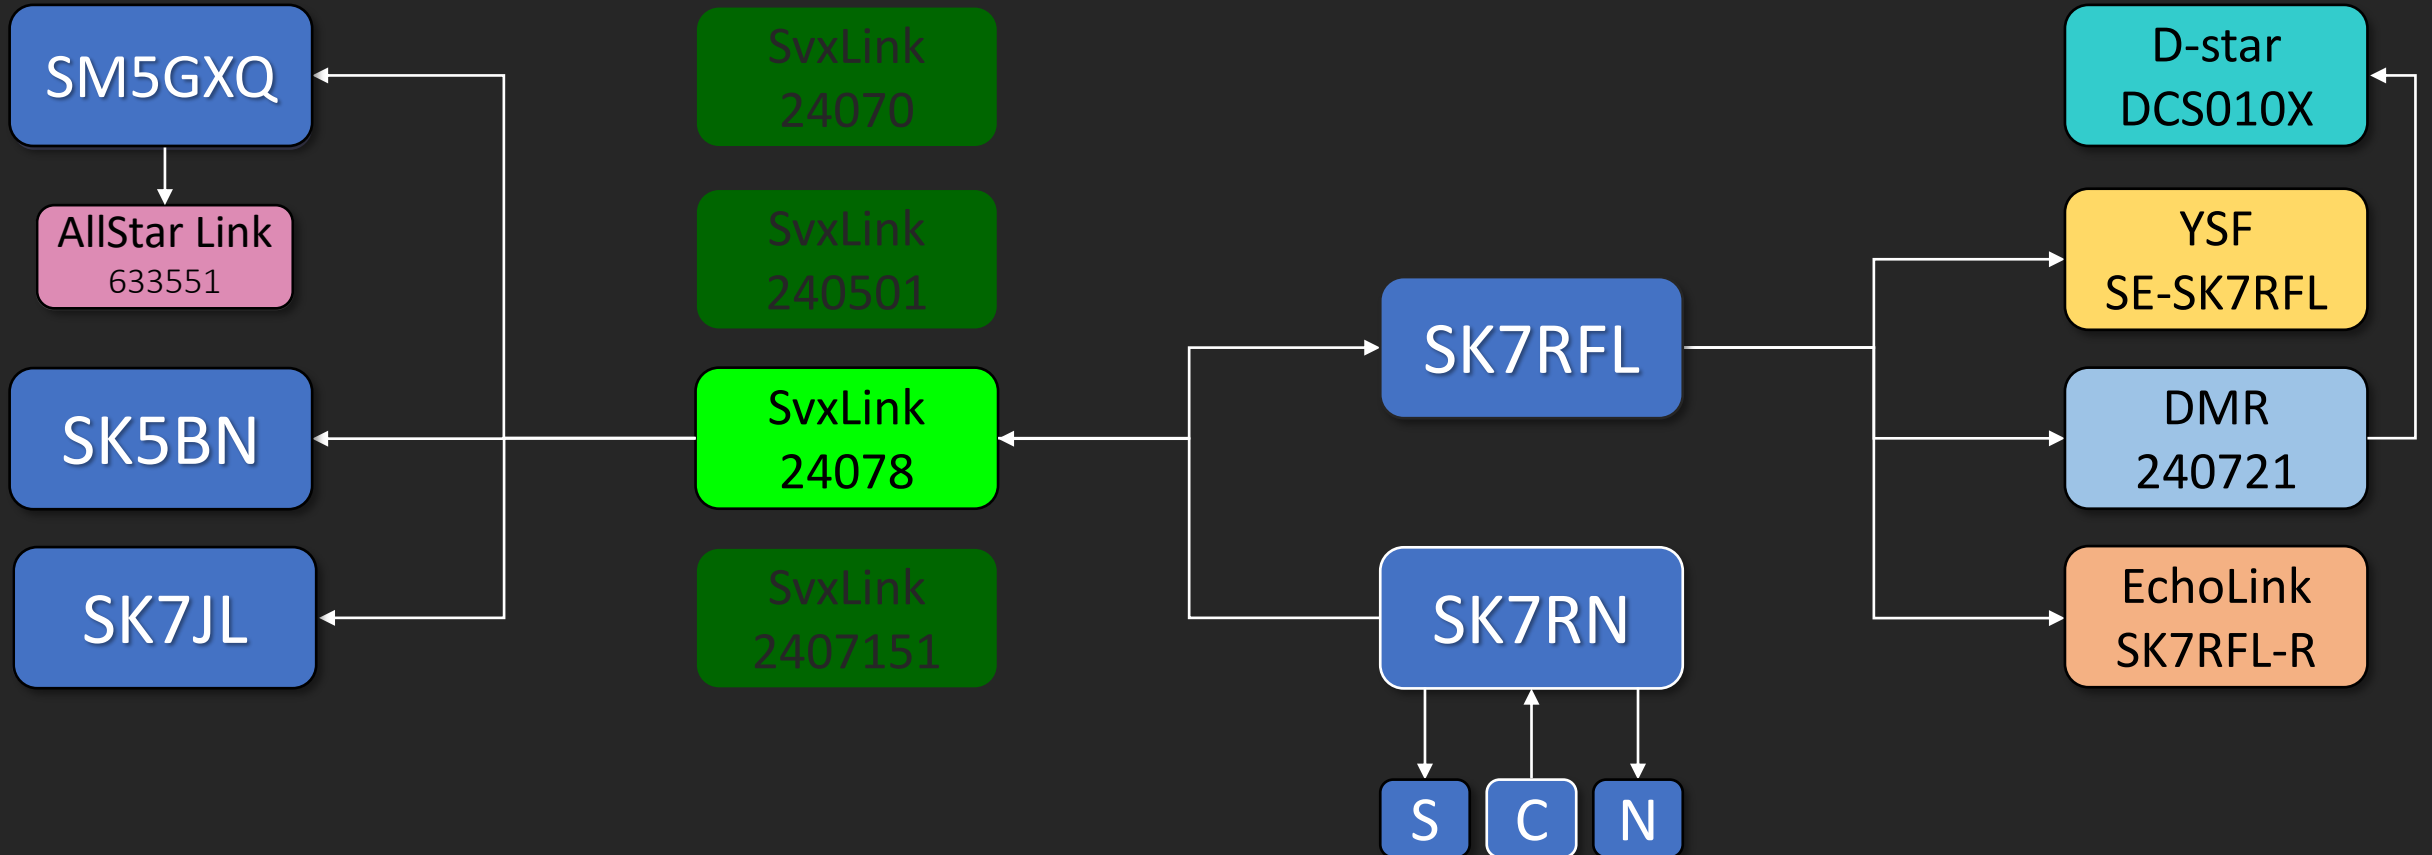 SM5GXQ
AllStar Link
633551
SK5BN
SK7JL
SvxLink
24070
SvxLink
240501
SvxLink
24078
SvxLink
2407151
SK7RFL
SK7RN
S
C
N
D-star
DCS010X
YSF
SE-SK7RFL
DMR
240721
EchoLink
SK7RFL-R